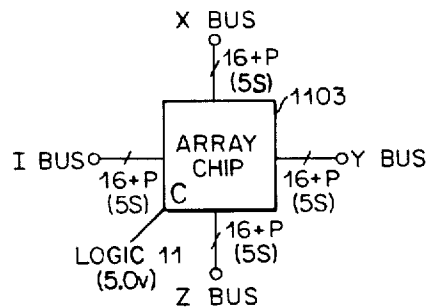 X BUS
16+P
(5S)
1103
I BUS
16+P
(5S)
ARRAY
CHIP
C
Y BUS
16+P
(5S)
LOGIC 11
(5.0v)
16+P
(5S)
Z BUS